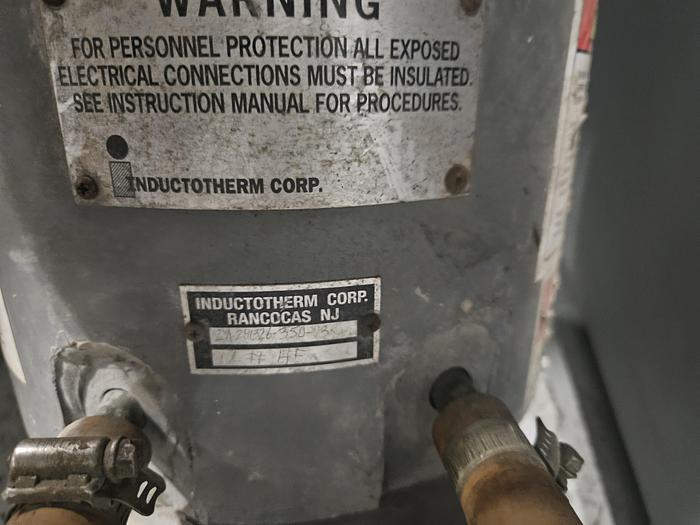 WARNING
FOR PERSONNEL PROTECTION ALL EXPOSED
ELECTRICAL CONNECTIONS MUST BE INSULATED.
SEE INSTRUCTION MANUAL FOR PROCEDURES.
INDUCTOTHERM CORP.
INDUCTOTHERM CORP.
RANCOCAS NJ